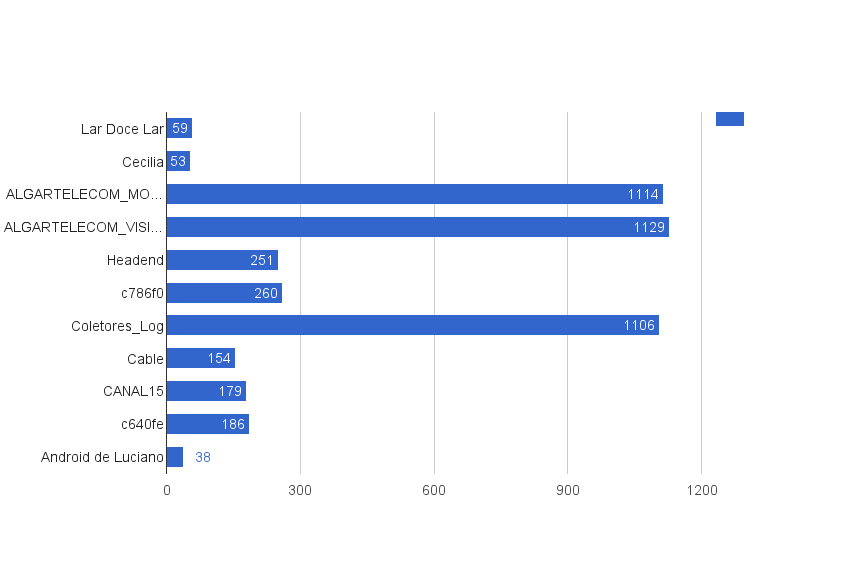 Lar Doce Lar 59
Cecilia 53
ALGARTELECOM_MO... 1114
ALGARTELECOM_VISI... 1129
Headend 251
c786f0 260
Coletores_Log 1106
Cable 154
CANAL15 179
c640fe 186
Android de Luciano 38
0 300 600 900 1200